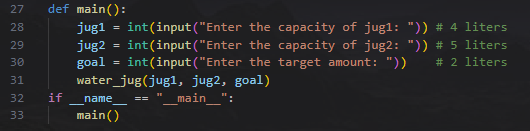 27 def main():
28     jug1 = int(input("Enter the capacity of jug1: ")) # 4 liters
29     jug2 = int(input("Enter the capacity of jug2: ")) # 5 liters
30     goal = int(input("Enter the target amount: "))    # 2 liters
31     water_jug(jug1, jug2, goal)
32 if __name__ == "__main__":
33     main()